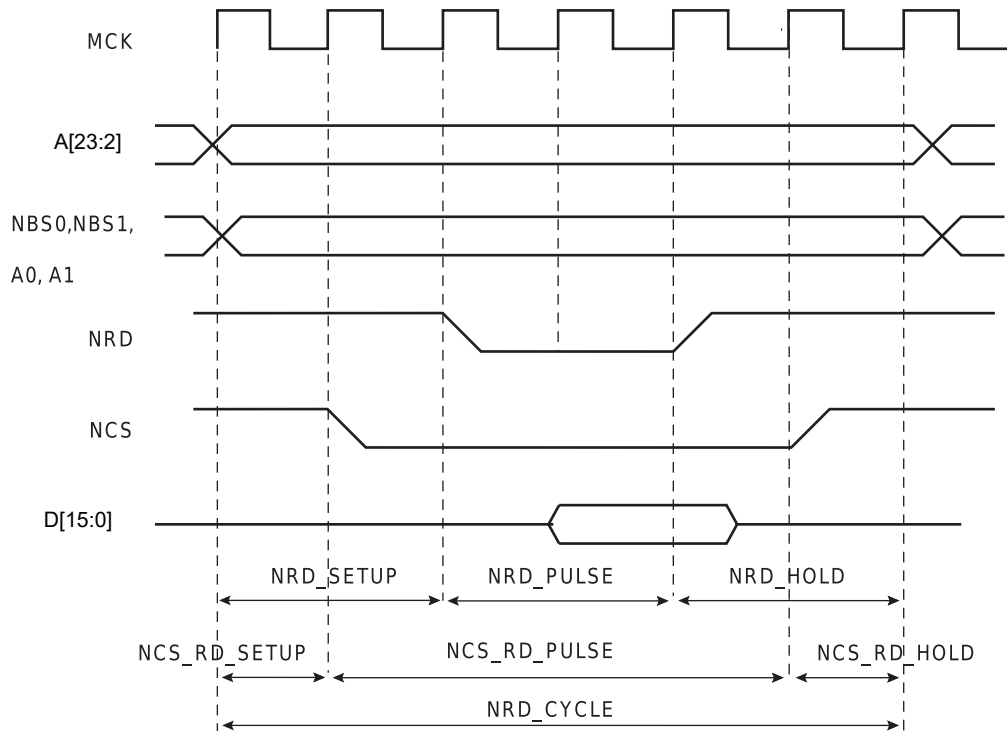 MCK
A[23:2]
NBS0,NBS1,
A0, A1
NRD
NCS
D[15:0]
NRD_SETUP
NRD_PULSE
NRD_HOLD
NCS_RD_SETUP
NCS_RD_PULSE
NCS_RD_HOLD
NRD_CYCLE